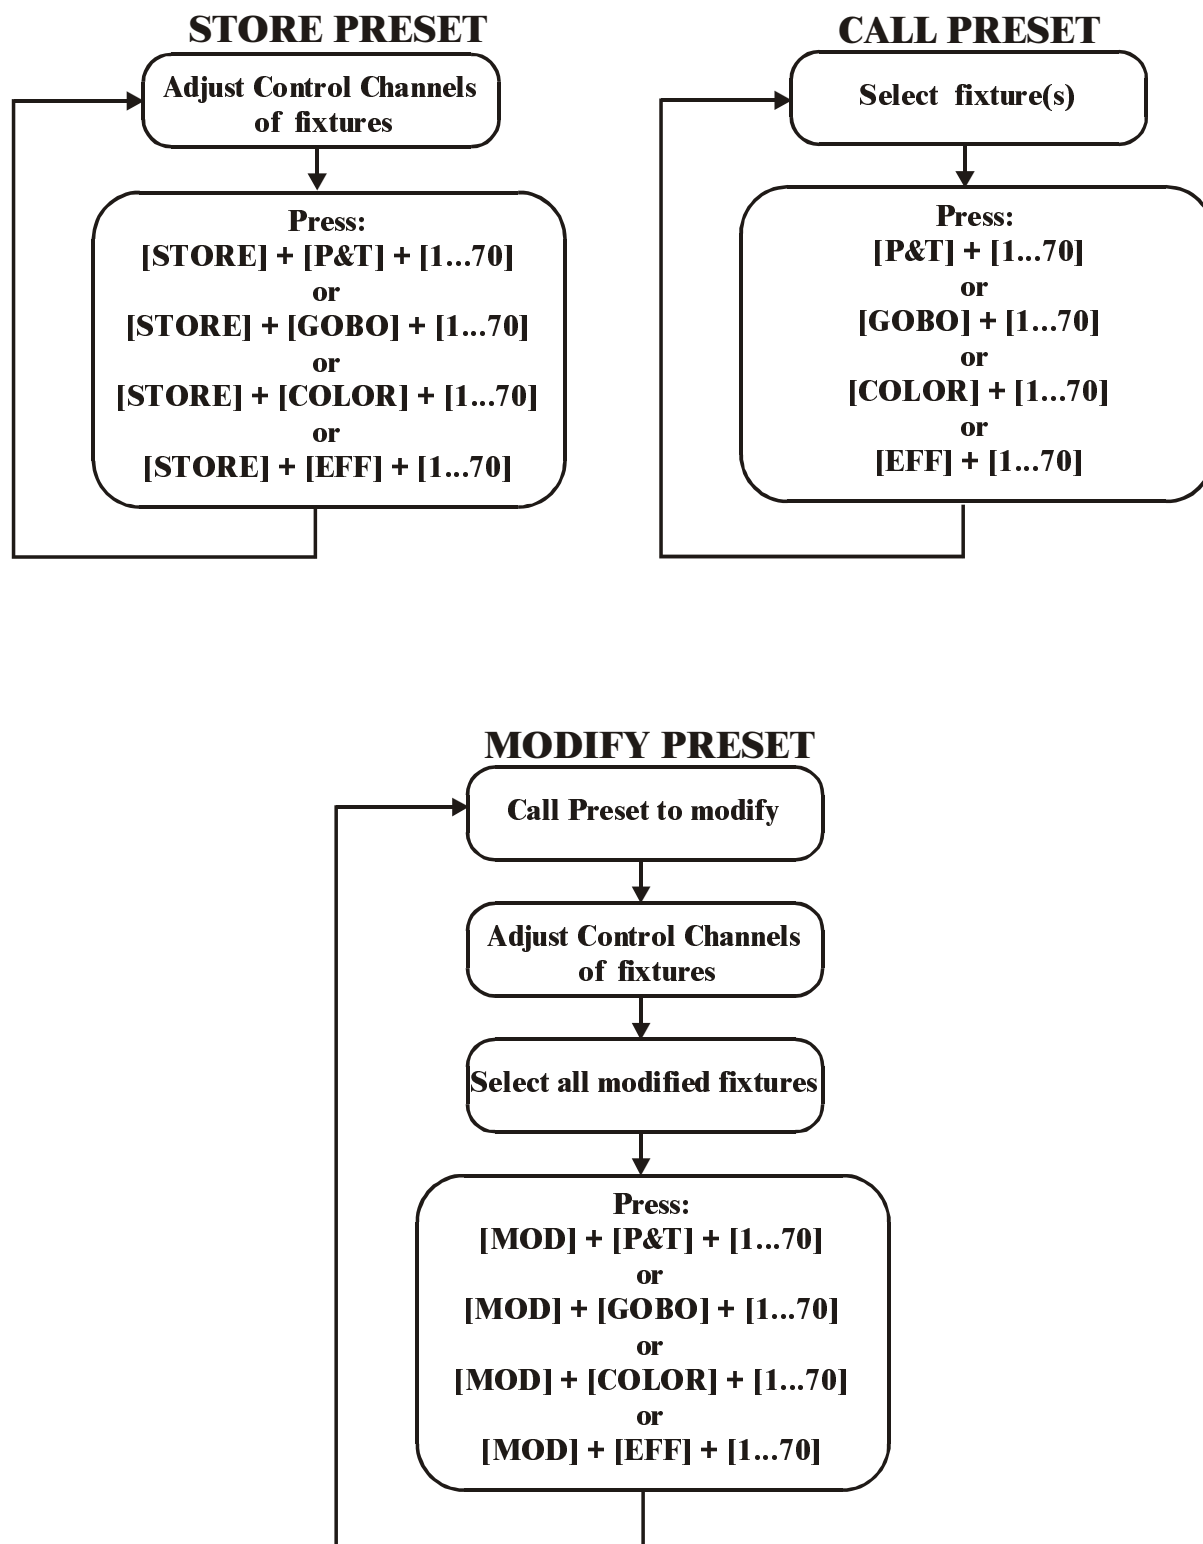 STORE PRESET
Adjust Control Channels
of fixtures
Press:
[STORE] + [P&T] + [1...70]
or
[STORE] + [GOBO] + [1...70]
or
[STORE] + [COLOR] + [1...70]
or
[STORE] + [EFF] + [1...70]
CALL PRESET
Select fixture(s)
Press:
[P&T] + [1...70]
or
[GOBO] + [1...70]
or
[COLOR] + [1...70]
or
[EFF] + [1...70]
MODIFY PRESET
Call Preset to modify
Adjust Control Channels
of fixtures
Select all modified fixtures
Press:
[MOD] + [P&T] + [1...70]
or
[MOD] + [GOBO] + [1...70]
or
[MOD] + [COLOR] + [1...70]
or
[MOD] + [EFF] + [1...70]